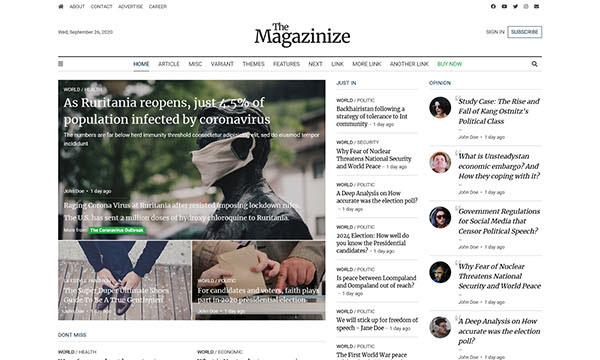 ABOUT CONTACT ADVERTISE CAREER
Wed, September 26, 2020
The
Magazinize
SIGN IN SUBSCRIBE
HOME ARTICLE MISC VARIANT THEMES FEATURES NEXT LINK MORE LINK ANOTHER LINK BUY NOW
WORLD / HEALTH
As Ruritania reopens, just 4.5% of
population infected by coronavirus
The numbers are far below herd immunity threshold consectetur adipisicing elit, sed do eiusmod tempor
incididunt
John Doe • 1 day ago
Raging Corona Virus at Ruritania after resisted imposing lockdown rules.
The U.S. has sent 2 million doses of hydroxy chloroquine to Ruritania.
More from The Coronavirus Outbreak
LIFESTYLE / FASHION
The Super Duper Ultimate Shoes
Guide To Be A True Gentlemen
WORLD / POLITIC
For candidates and voters, faith plays
part in 2020 presidential election
DONT MISS
WORLD / HEALTH
WORLD / ECONOMIC
JUST IN
WORLD / POLITIC
Backhairistan following a
strategy of tolerance to Int
community • 1 day ago
WORLD / SECURITY
Why Fear of Nuclear
Threatens National Security
and World Peace • 1 day ago
WORLD / POLITIC
A Deep Analysis on How
accurate was the election poll?
• 1 day ago
WORLD / POLITIC
2024 Election: How well do
you know the Presidential
candidates? • 1 day ago
WORLD / POLITIC
Is peace between Loompaland
and Oompaland out of reach?
• 1 day ago
WORLD / POLITIC
We will stick up for freedom of
speech - Jane Doe • 1 day ago
WORLD / POLITIC
The First World War peace
OPINION
Study Case: The Rise and
Fall of Kang Ostnitz's
Political Class
–
John Doe • 1 day ago
What is Unsteadystan
economic embargo? And
How they coping with it?
–
John Doe • 1 day ago
Government Regulations
for Social Media that
Censor Political Speech?
–
John Doe • 1 day ago
Why Fear of Nuclear
Threatens National
Security and World Peace
–
John Doe • 1 day ago
A Deep Analysis on How
accurate was the election
poll?
–
John Doe • 1 day ago